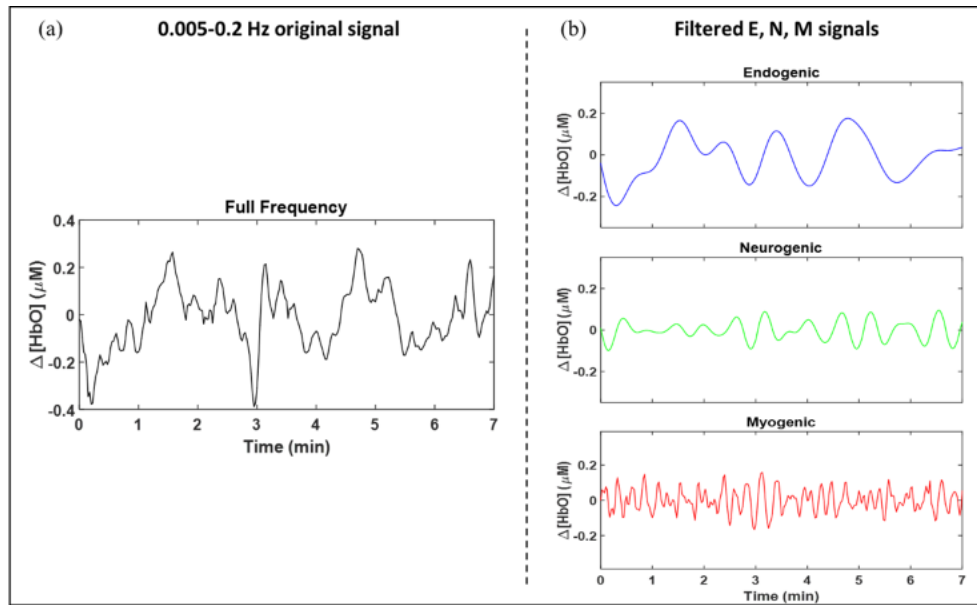 (a)
0.005-0.2 Hz original signal
Full Frequency
Δ[HbO] (μM)
0.4
0.2
0
-0.2
-0.4
0 1 2 3 4 5 6 7
Time (min)
(b)
Filtered E, N, M signals
Endogenic
Δ[HbO] (μM)
0.2
0
-0.2
Neurogenic
Δ[HbO] (μM)
0.2
0
-0.2
Myogenic
Δ[HbO] (μM)
0.2
0
-0.2
0 1 2 3 4 5 6 7
Time (min)